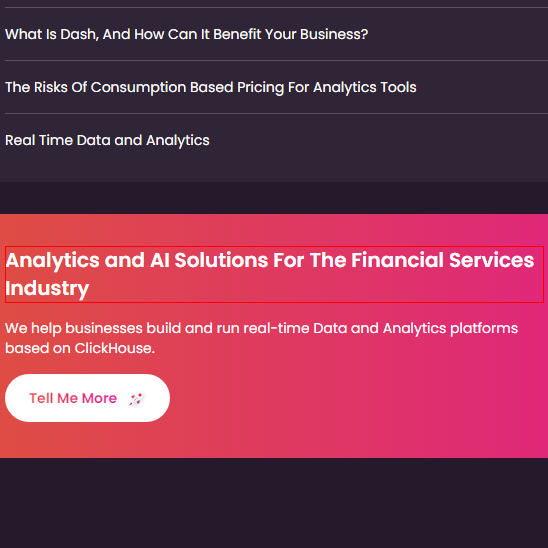 What Is Dash, And How Can It Benefit Your Business?
The Risks Of Consumption Based Pricing For Analytics Tools
Real Time Data and Analytics
Analytics and AI Solutions For The Financial Services
Industry
We help businesses build and run real-time Data and Analytics platforms
based on ClickHouse.
Tell Me More